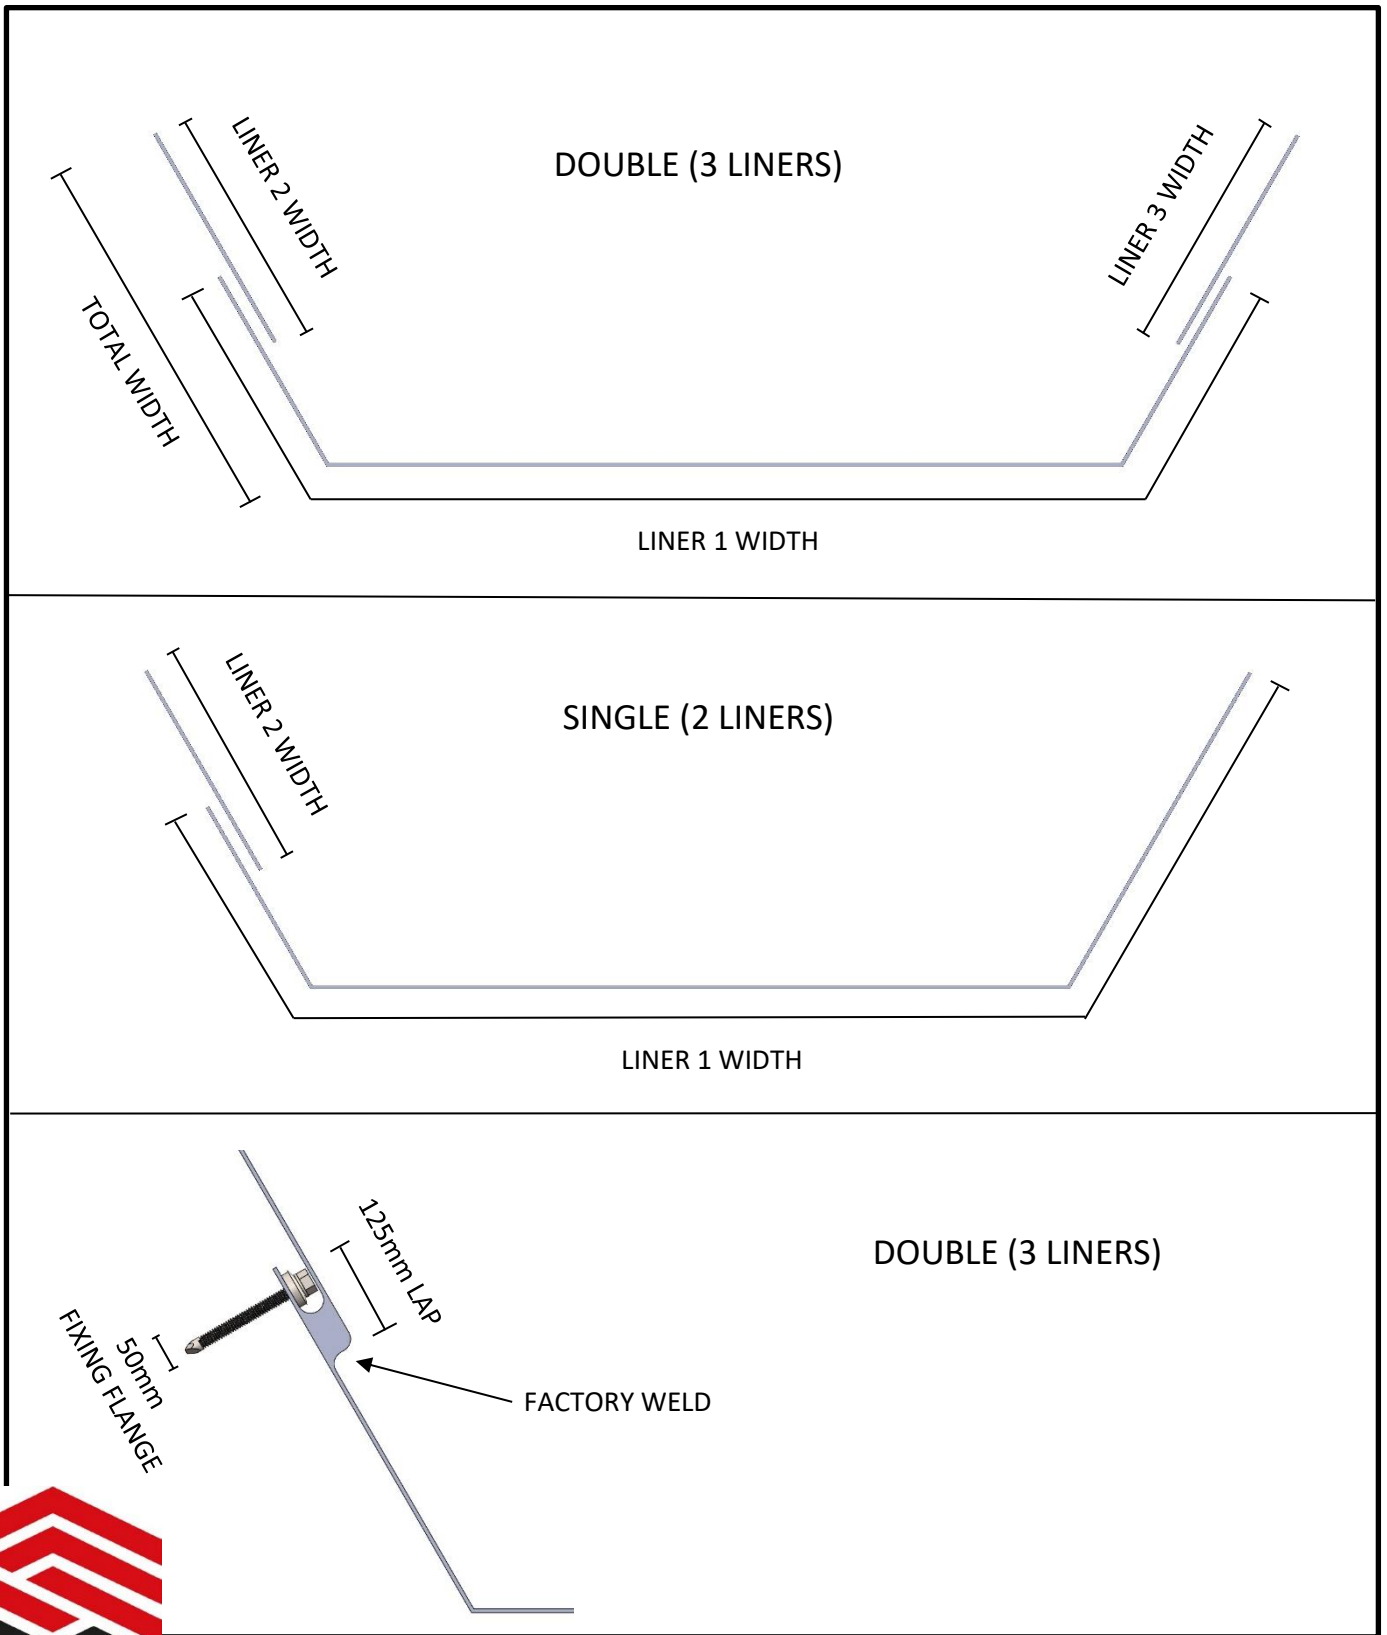 DOUBLE (3 LINERS)
LINER 2 WIDTH
LINER 3 WIDTH
TOTAL WIDTH
LINER 1 WIDTH
SINGLE (2 LINERS)
LINER 2 WIDTH
LINER 1 WIDTH
DOUBLE (3 LINERS)
125mm LAP
50mm
FIXING FLANGE
FACTORY WELD